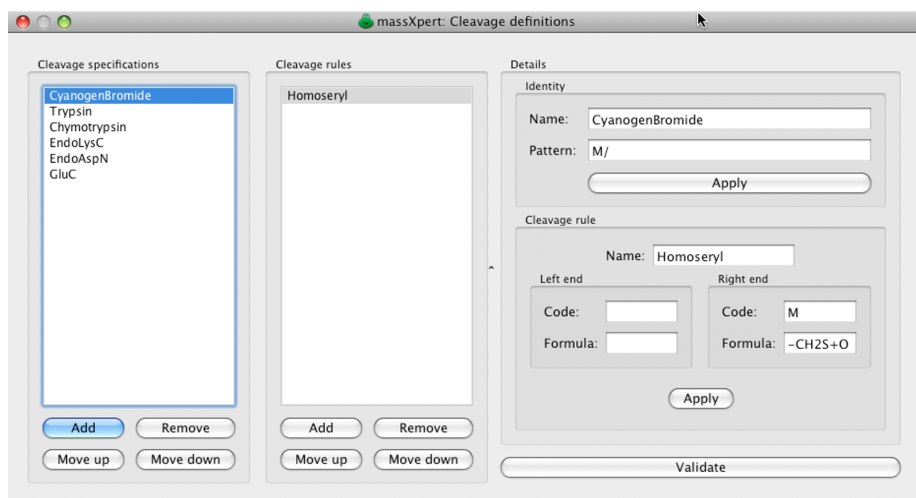 massXpert: Cleavage definitions
Cleavage specifications
CyanogenBromide
Trypsin
Chymotrypsin
EndoLysC
EndoAspN
GluC
Add Remove
Move up Move down
Cleavage rules
Homoseryl
Add Remove
Move up Move down
Details
Identity
Name: CyanogenBromide
Pattern: M/
Apply
Cleavage rule
Name: Homoseryl
Left end
Code:
Formula:
Right end
Code: M
Formula: -CH2S+O
Apply
Validate